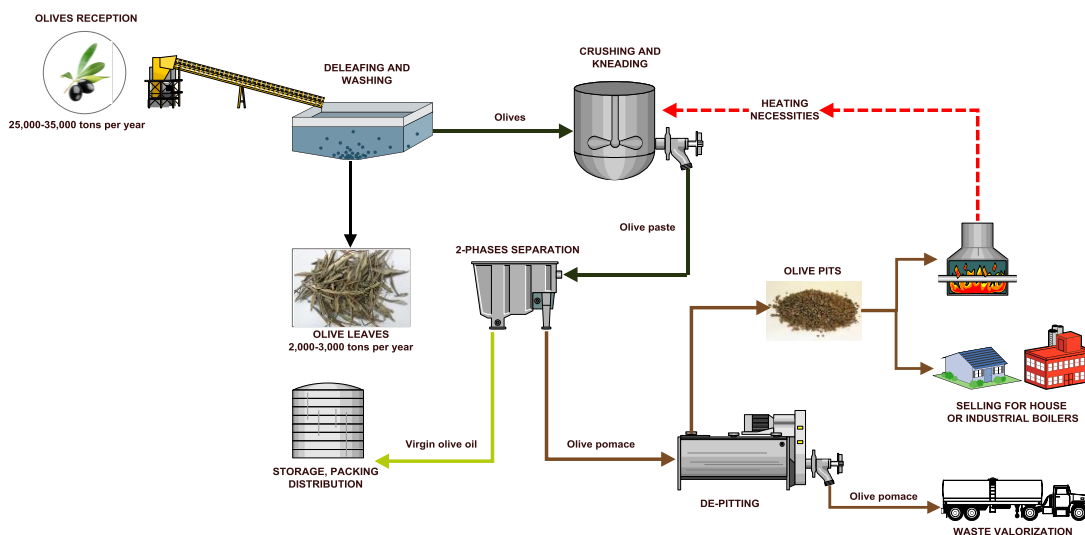 OLIVES RECEPTION
25,000-35,000 tons per year
DELEAFING AND
WASHING
Olives
CRUSHING AND
KNEADING
HEATING
NECESSITIES
Olive paste
2-PHASES SEPARATION
OLIVE LEAVES
2,000-3,000 tons per year
OLIVE PITS
SELLING FOR HOUSE
OR INDUSTRIAL BOILERS
Virgin olive oil
STORAGE, PACKING
DISTRIBUTION
Olive pomace
DE-PITTING
Olive pomace
WASTE VALORIZATION